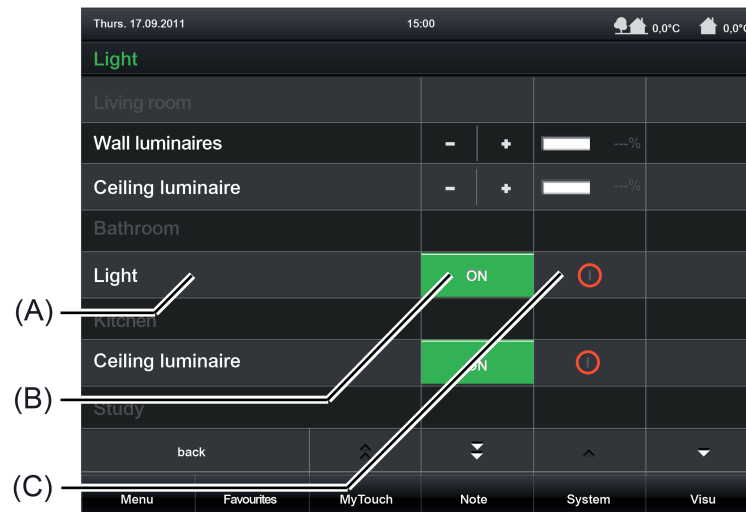 Thurs. 17.09.2011 15:00 0,0°C 0,0°C
Light
Living room
Wall luminaires - + ---%
Ceiling luminaire - + ---%
Bathroom
Light ON
(A)
Kitchen
Ceiling luminaire ON
(B)
Study
back
(C)
Menu Favourites MyTouch Note System Visu